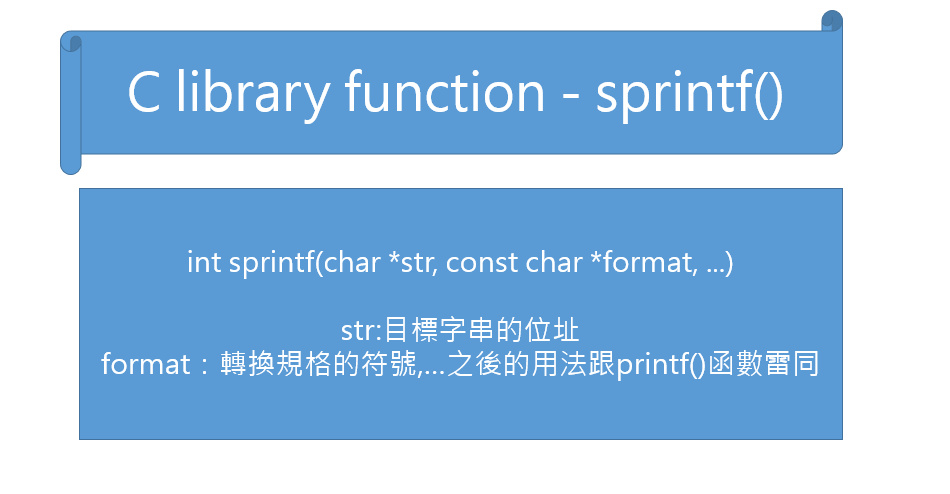 C library function - sprintf()
int sprintf(char *str, const char *format, ...)
str:目標字串的位址
format：轉換規格的符號,…之後的用法跟printf()函數雷同